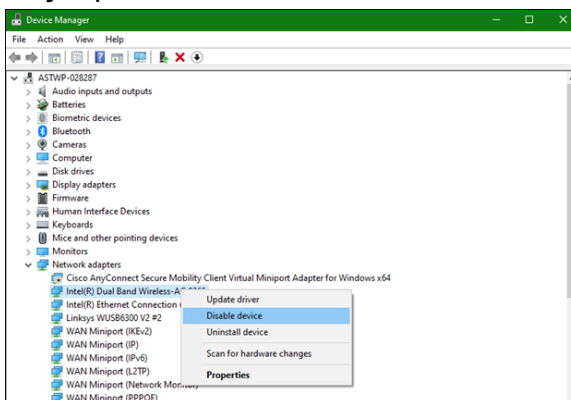 Device Manager
File Action View Help
ASTWP-028287
Audio inputs and outputs
Batteries
Biometric devices
Bluetooth
Cameras
Computer
Disk drives
Display adapters
Firmware
Human Interface Devices
Keyboards
Mice and other pointing devices
Monitors
Network adapters
Cisco AnyConnect Secure Mobility Client Virtual Miniport Adapter for Windows x64
Intel(R) Dual Band Wireless-AC
Intel(R) Ethernet Connection
Linksys WUSB6300 V2 #2
WAN Miniport (IKEv2)
WAN Miniport (IP)
WAN Miniport (IPv6)
WAN Miniport (L2TP)
WAN Miniport (Network Monitor)
WAN Miniport (PPPOE)
Update driver
Disable device
Uninstall device
Scan for hardware changes
Properties